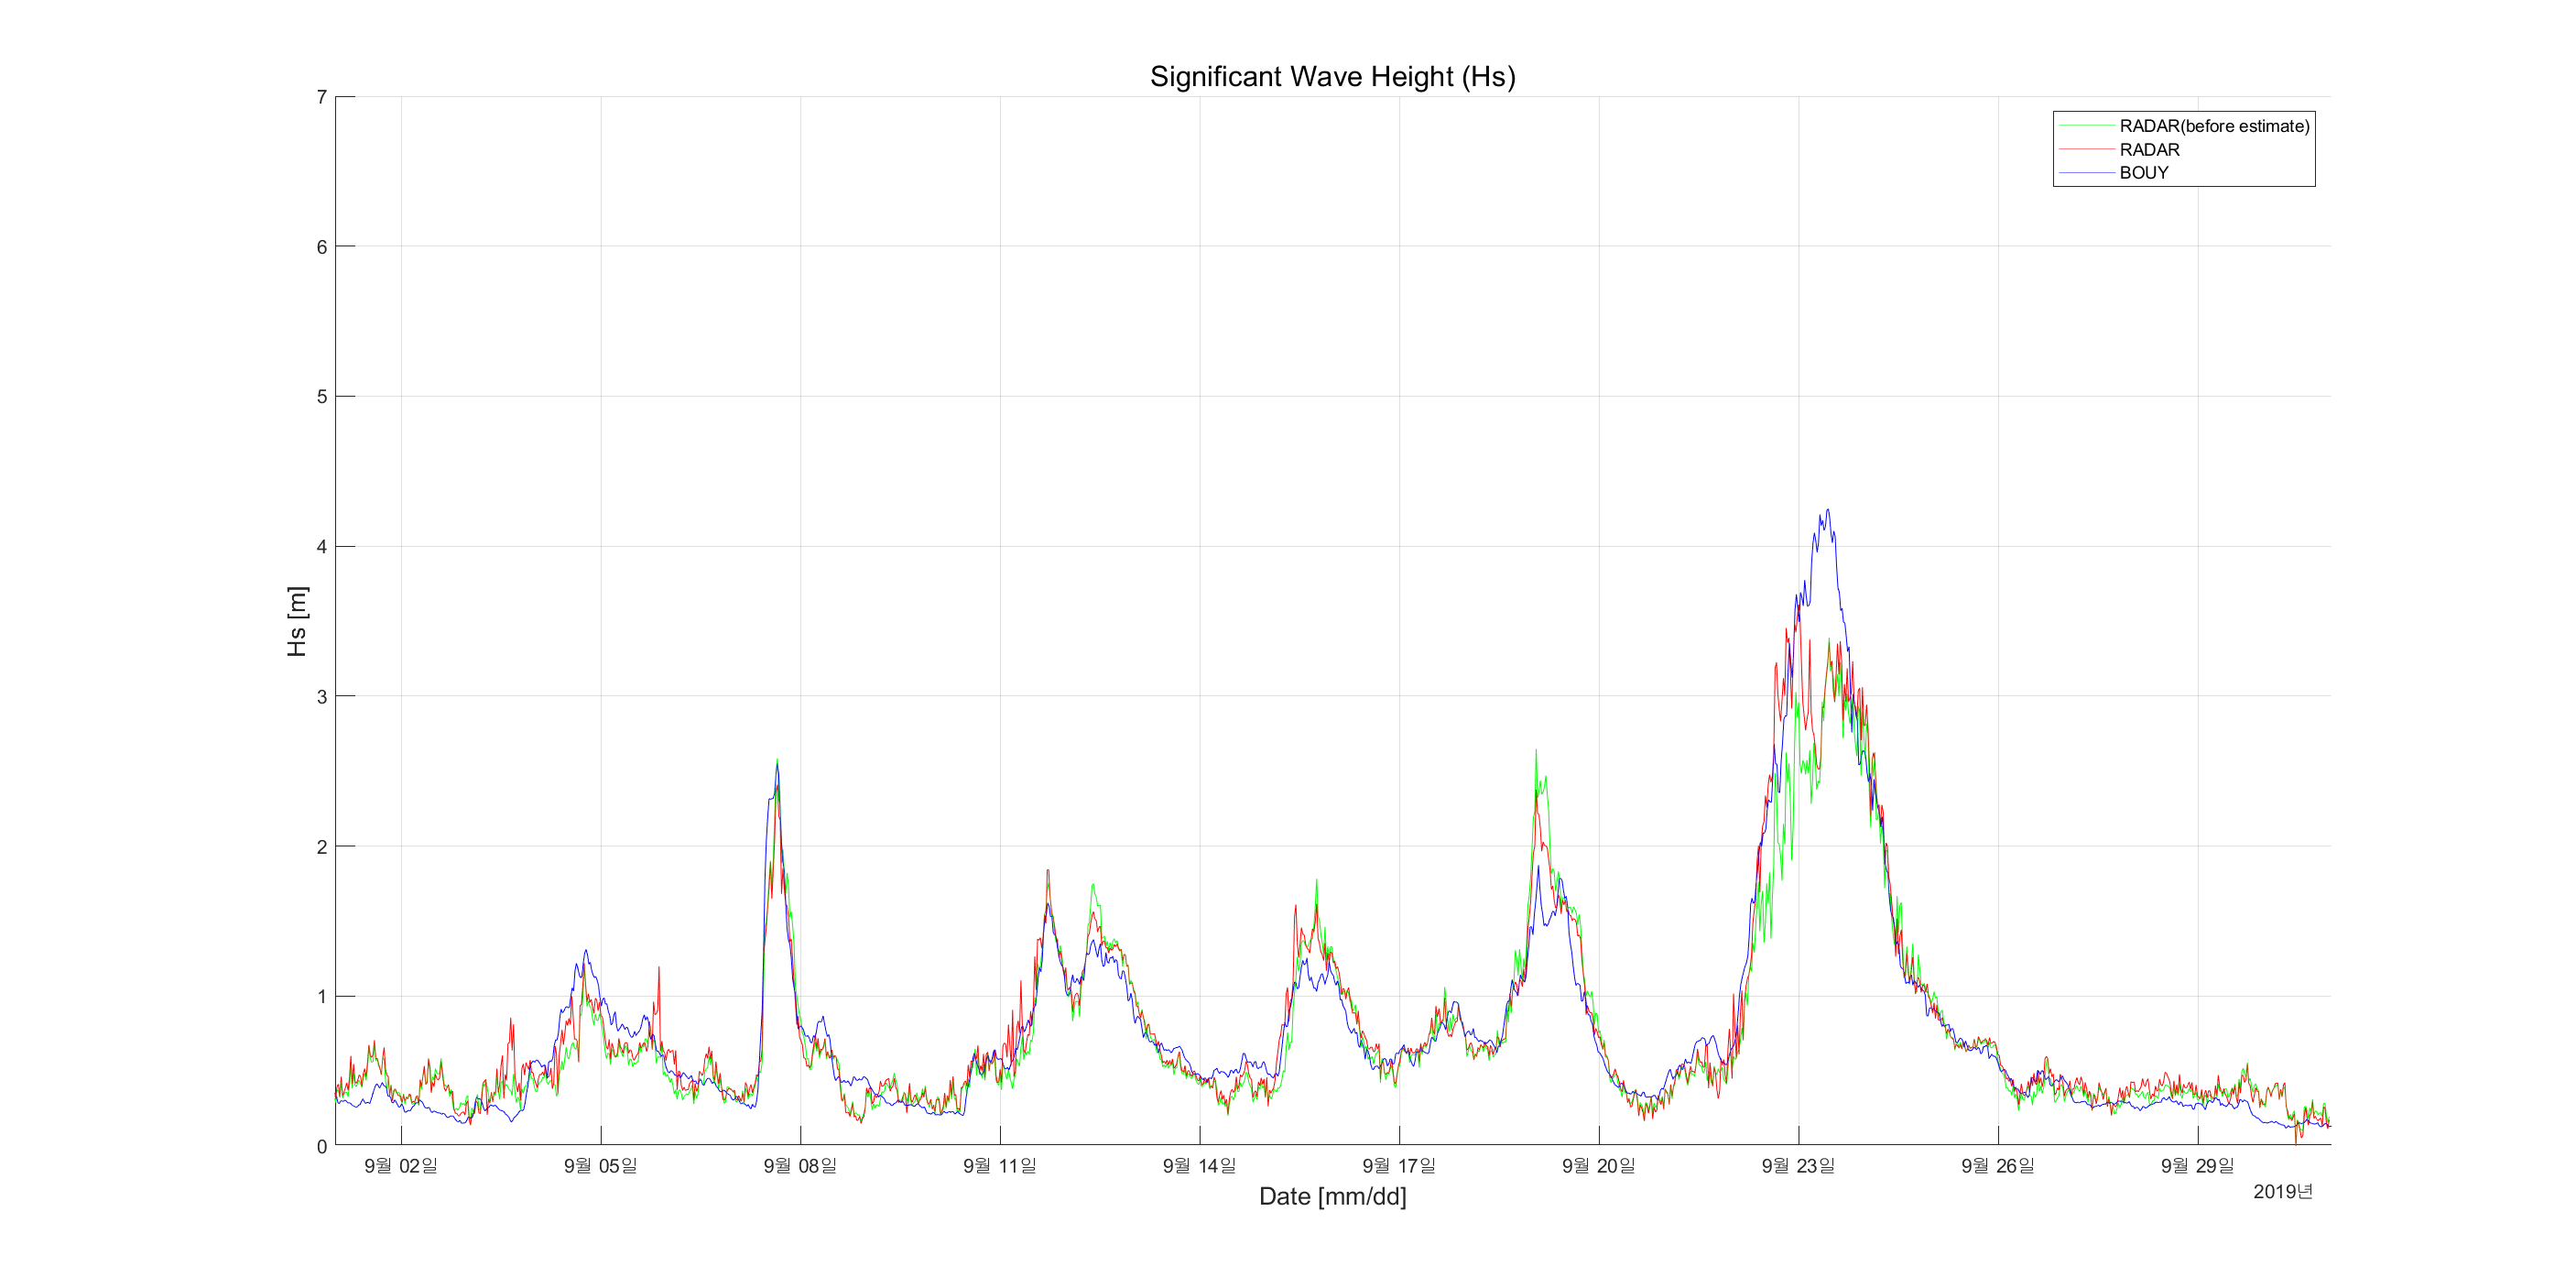 Significant Wave Height (Hs)
RADAR(before estimate)
RADAR
BOUY
7
6
5
4
3
2
1
0
Hs [m]
9월 02일 9월 05일 9월 08일 9월 11일 9월 14일 9월 17일 9월 20일 9월 23일 9월 26일 9월 29일
Date [mm/dd]
2019년